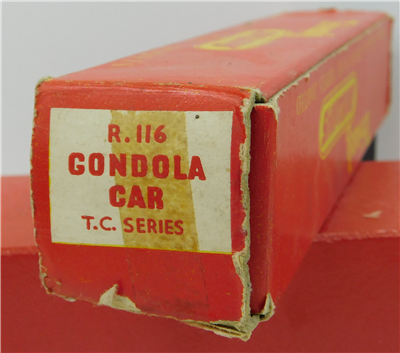 R.116
GONDOLA
CAR
T.C. SERIES